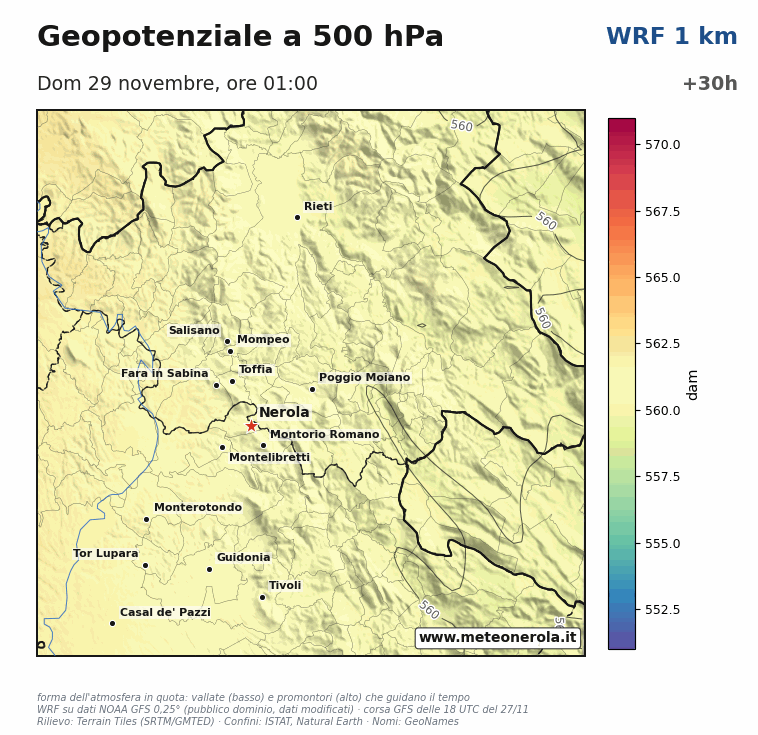 Geopotenziale a 500 hPa
WRF 1 km
Dom 29 novembre, ore 01:00
+30h
560
570.0
Rieti
560
567.5
565.0
560
Salisano
Mompeo
562.5
Toffia
Fara in Sabina
Poggio Moiano
dam
Nerola
560.0
Montorio Romano
Montelibretti
557.5
Monterotondo
555.0
Tor Lupara
Guidonia
Tivoli
552.5
Casal de' Pazzi
560
www.meteonerola.it
forma dell'atmosfera in quota: vallate (basso) e promontori (alto) che guidano il tempo
WRF su dati NOAA GFS 0,25° (pubblico dominio, dati modificati) · corsa GFS delle 18 UTC del 27/11
Rilievo: Terrain Tiles (SRTM/GMTED) · Confini: ISTAT, Natural Earth · Nomi: GeoNames